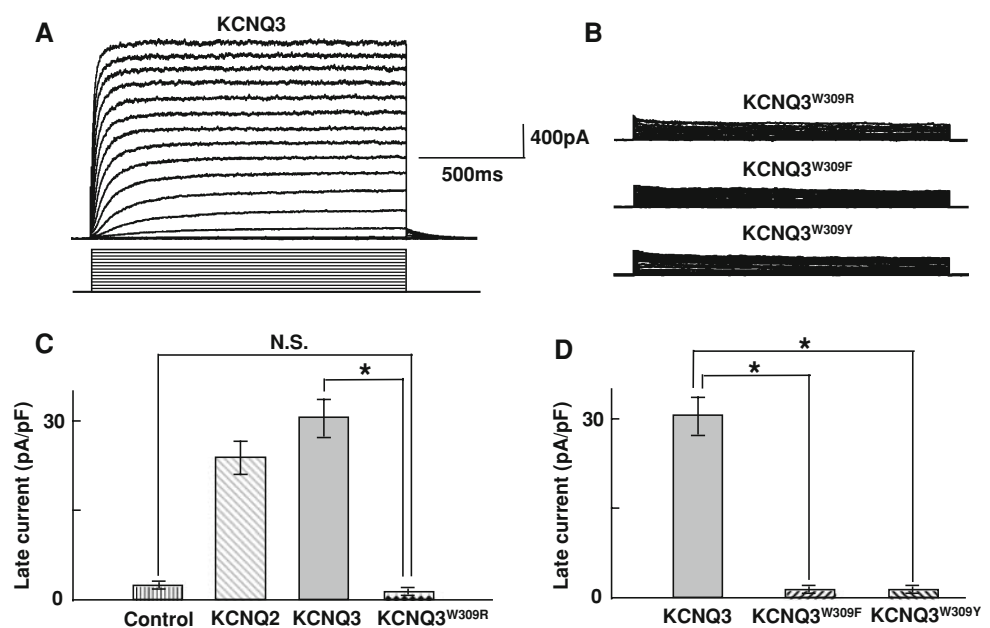 A
KCNQ3
400pA
500ms
B
KCNQ3W309R
KCNQ3W309F
KCNQ3W309Y
C
N.S.
*
Late current (pA/pF)
30
0
Control KCNQ2 KCNQ3 KCNQ3W309R
D
*
*
Late current (pA/pF)
30
0
KCNQ3 KCNQ3W309F KCNQ3W309Y